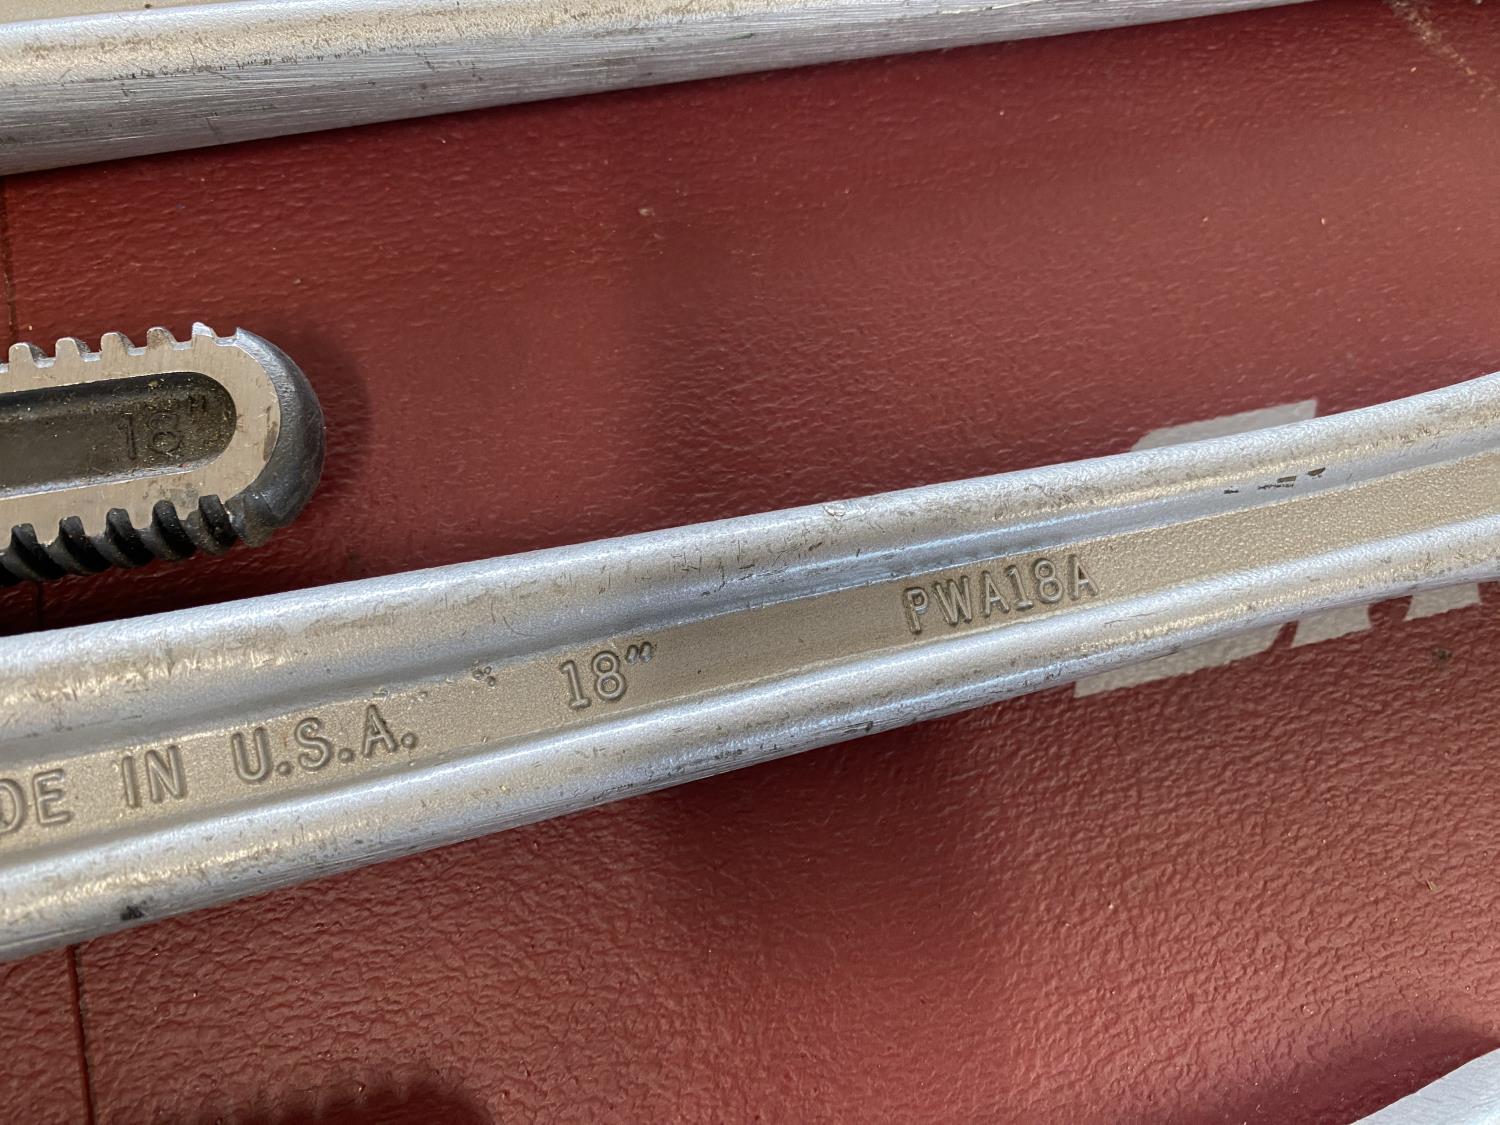 18"
DE IN U.S.A. 18" PWA18A